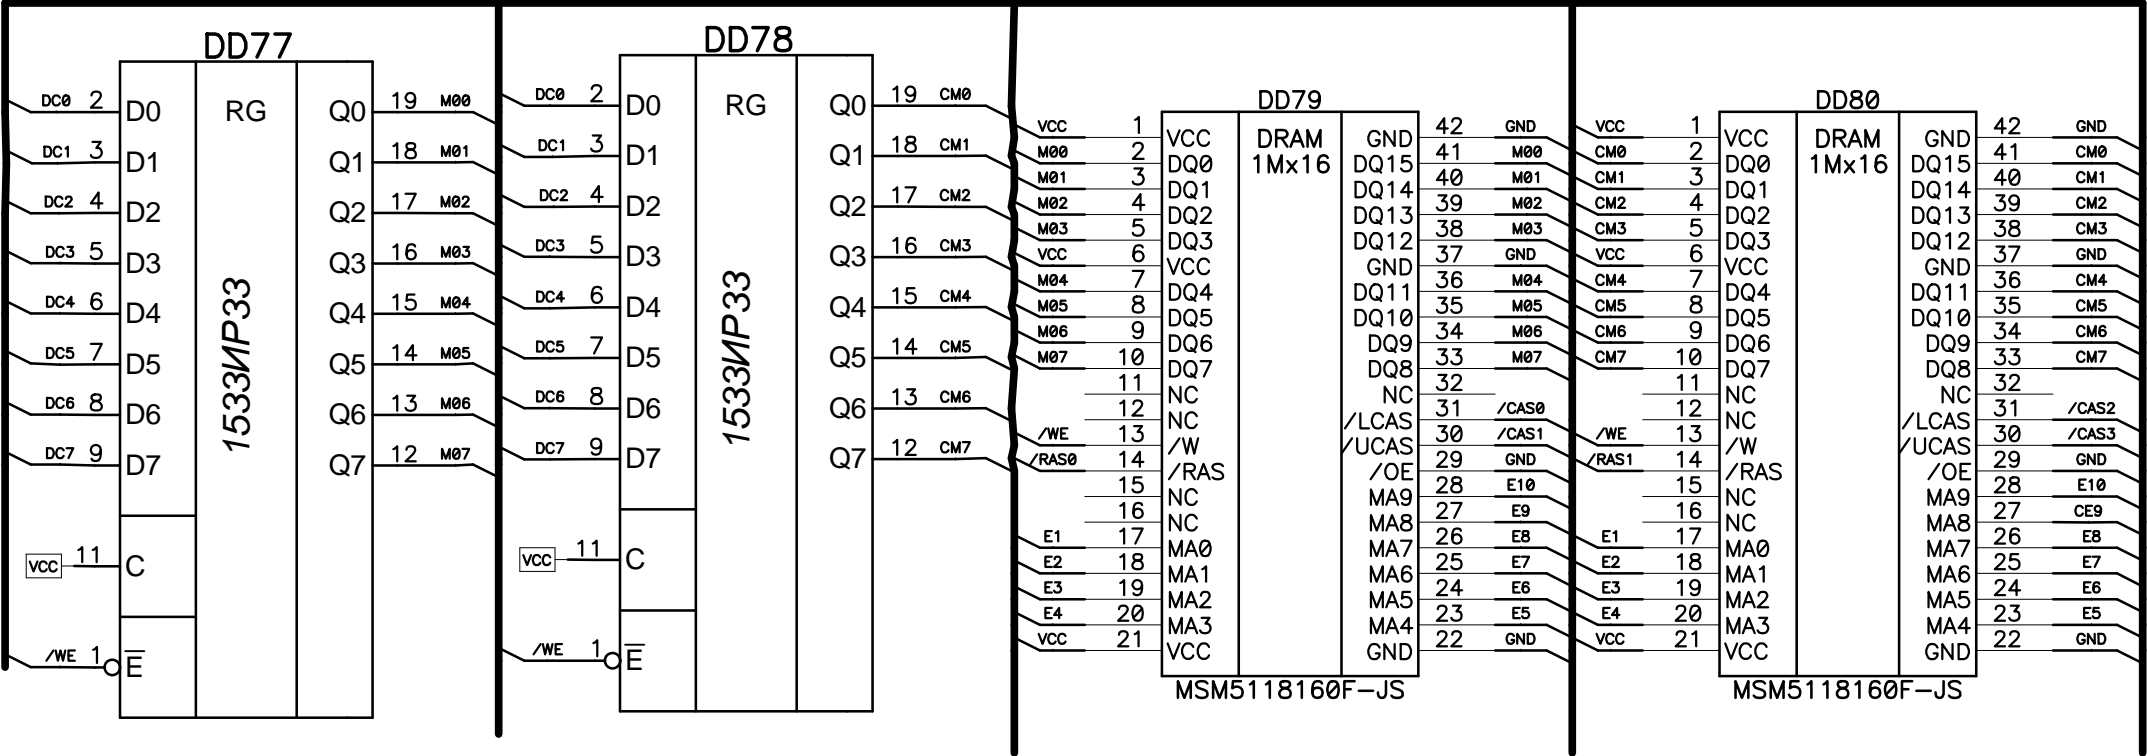 DD77
DC0 2 D0 RG Q0 19 M00
DC1 3 D1 Q1 18 M01
DC2 4 D2 Q2 17 M02
DC3 5 D3 Q3 16 M03
DC4 6 D4 Q4 15 M04
DC5 7 D5 Q5 14 M05
DC6 8 D6 Q6 13 M06
DC7 9 D7 Q7 12 M07
1533ИР33
VCC 11 C
/WE 1 E
DD78
DC0 2 D0 RG Q0 19 CM0
DC1 3 D1 Q1 18 CM1
DC2 4 D2 Q2 17 CM2
DC3 5 D3 Q3 16 CM3
DC4 6 D4 Q4 15 CM4
DC5 7 D5 Q5 14 CM5
DC6 8 D6 Q6 13 CM6
DC7 9 D7 Q7 12 CM7
1533ИР33
VCC 11 C
/WE 1 E
DD79
VCC 1 VCC DRAM GND 42 GND
M00 2 DQ0 1Mx16 DQ15 41 M00
M01 3 DQ1 DQ14 40 M01
M02 4 DQ2 DQ13 39 M02
M03 5 DQ3 DQ12 38 M03
VCC 6 VCC GND 37 GND
M04 7 DQ4 DQ11 36 M04
M05 8 DQ5 DQ10 35 M05
M06 9 DQ6 DQ9 34 M06
M07 10 DQ7 DQ8 33 M07
11 NC NC 32
12 NC /LCAS 31 /CAS0
/WE 13 /W /UCAS 30 /CAS1
/RAS0 14 /RAS /OE 29 GND
15 NC MA9 28 E10
16 NC MA8 27 E9
E1 17 MA0 MA7 26 E8
E2 18 MA1 MA6 25 E7
E3 19 MA2 MA5 24 E6
E4 20 MA3 MA4 23 E5
VCC 21 VCC GND 22 GND
MSM5118160F-JS
DD80
VCC 1 VCC DRAM GND 42 GND
CM0 2 DQ0 1Mx16 DQ15 41 CM0
CM1 3 DQ1 DQ14 40 CM1
CM2 4 DQ2 DQ13 39 CM2
CM3 5 DQ3 DQ12 38 CM3
VCC 6 VCC GND 37 GND
CM4 7 DQ4 DQ11 36 CM4
CM5 8 DQ5 DQ10 35 CM5
CM6 9 DQ6 DQ9 34 CM6
CM7 10 DQ7 DQ8 33 CM7
11 NC NC 32
12 NC /LCAS 31 /CAS2
/WE 13 /W /UCAS 30 /CAS3
/RAS1 14 /RAS /OE 29 GND
15 NC MA9 28 E10
16 NC MA8 27 CE9
E1 17 MA0 MA7 26 E8
E2 18 MA1 MA6 25 E7
E3 19 MA2 MA5 24 E6
E4 20 MA3 MA4 23 E5
VCC 21 VCC GND 22 GND
MSM5118160F-JS